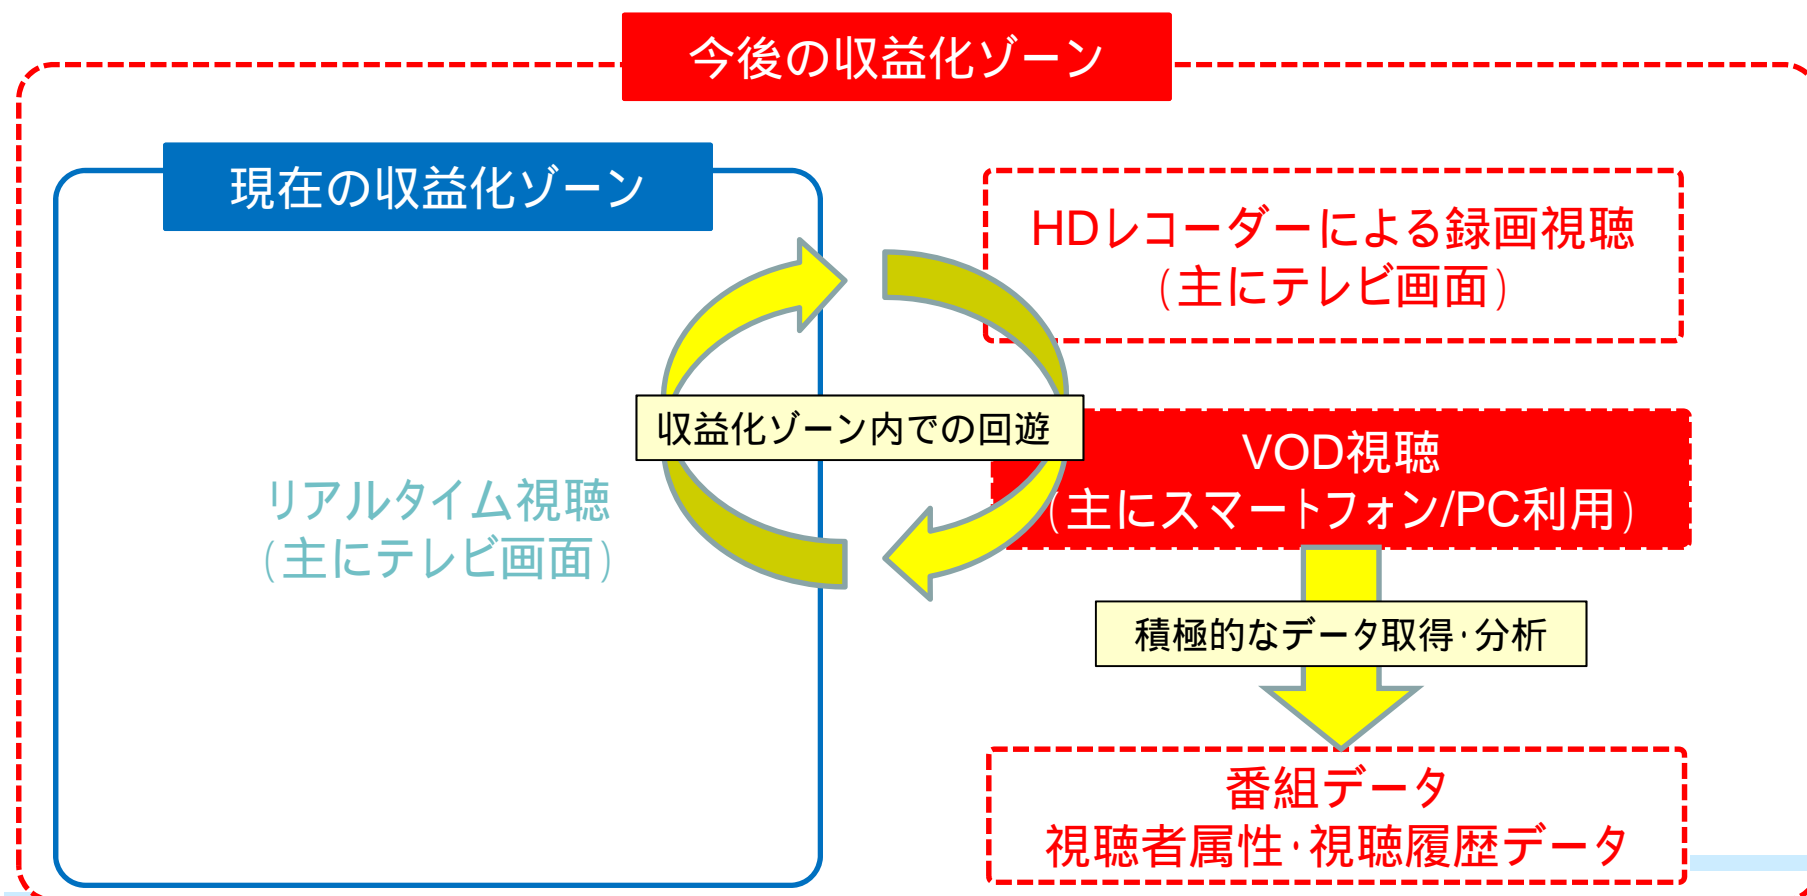 今後の収益化ゾーン
現在の収益化ゾーン
HDレコーダーによる録画視聴
(主にテレビ画面)
収益化ゾーン内での回遊
VOD視聴
(主にスマートフォン/PC利用)
リアルタイム視聴
(主にテレビ画面)
積極的なデータ取得・分析
番組データ
視聴者属性・視聴履歴データ